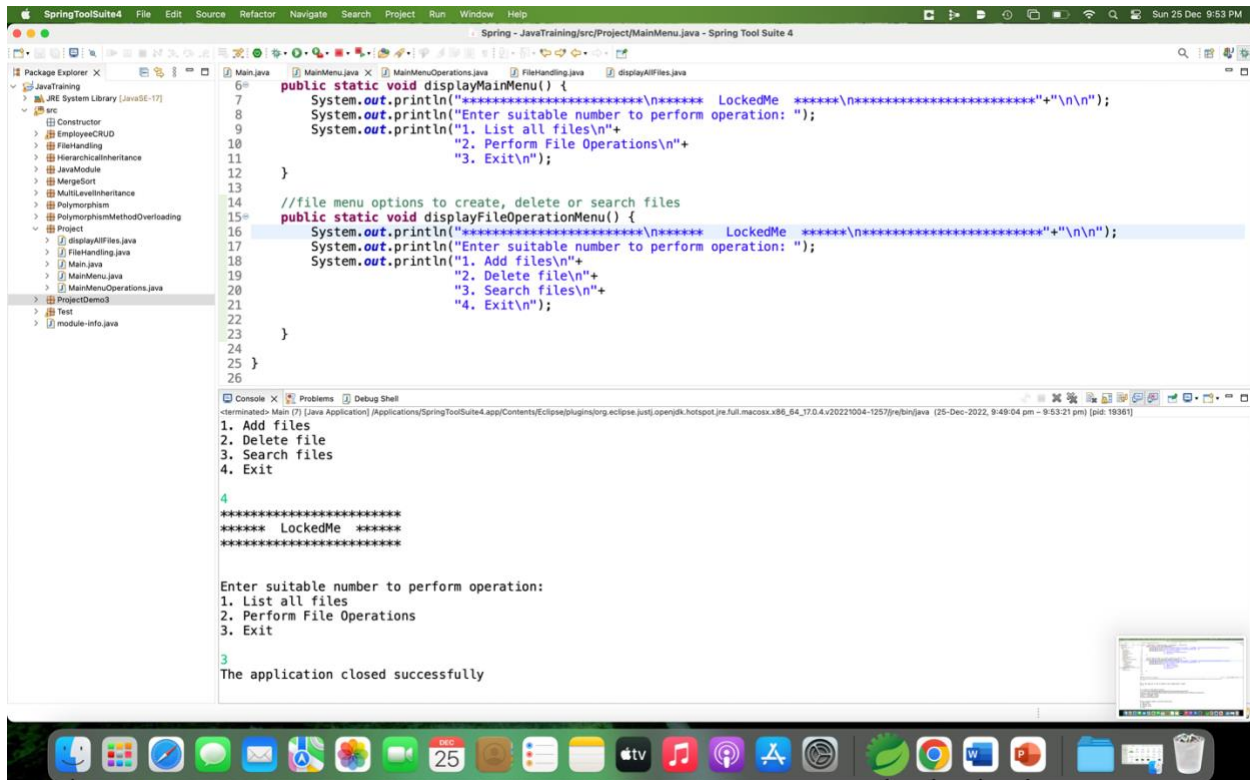 SpringToolSuite4 File Edit Source Refactor Navigate Search Project Run Window Help Sun 25 Dec 9:53 PM
Spring - JavaTraining/src/Project/MainMenu.java - Spring Tool Suite 4
Package Explorer
JavaTraining
JRE System Library [JavaSE-17]
src
Constructor
EmployeeCRUD
FileHandling
HierarchicalInheritance
JavaModule
MergeSort
MultiLevelInheritance
Polymorphism
PolymorphismMethodOverloading
Project
displayAllFiles.java
FileHandling.java
Main.java
MainMenu.java
MainMenuOperations.java
ProjectDemo3
Test
module-info.java
Main.java MainMenu.java MainMenuOperations.java FileHandling.java displayAllFiles.java
6 public static void displayMainMenu() {
7 System.out.println("************************\n****** LockedMe ******\n************************"+"\n\n");
8 System.out.println("Enter suitable number to perform operation: ");
9 System.out.println("1. List all files\n"+
10 "2. Perform File Operations\n"+
11 "3. Exit\n");
12 }
13
14 //file menu options to create, delete or search files
15 public static void displayFileOperationMenu() {
16 System.out.println("************************\n****** LockedMe ******\n************************"+"\n\n");
17 System.out.println("Enter suitable number to perform operation: ");
18 System.out.println("1. Add files\n"+
19 "2. Delete file\n"+
20 "3. Search files\n"+
21 "4. Exit\n");
22
23 }
24
25 }
26
Console Problems Debug Shell
<terminated> Main (7) [Java Application] /Applications/SpringToolSuite4.app/Contents/Eclipse/plugins/org.eclipse.justj.openjdk.hotspot.jre.full.macosx.x86_64_17.0.4.v20221004-1257/jre/bin/java (25-Dec-2022, 9:49:04 pm – 9:53:21 pm) [pid: 19361]
1. Add files
2. Delete file
3. Search files
4. Exit
4
************************
****** LockedMe ******
************************
Enter suitable number to perform operation:
1. List all files
2. Perform File Operations
3. Exit
3
The application closed successfully
DEC
25
tv
W
P